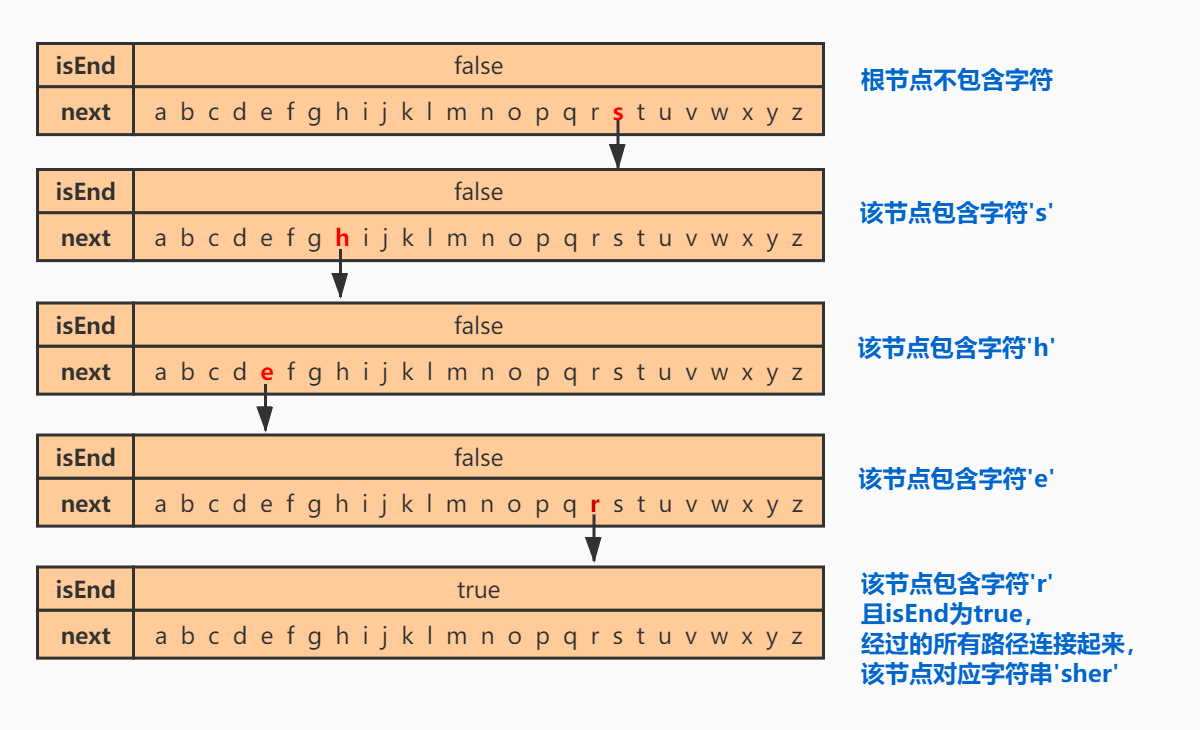 isEnd false
next a b c d e f g h i j k l m n o p q r s t u v w x y z
根节点不包含字符
isEnd false
next a b c d e f g h i j k l m n o p q r s t u v w x y z
该节点包含字符's'
isEnd false
next a b c d e f g h i j k l m n o p q r s t u v w x y z
该节点包含字符'h'
isEnd false
next a b c d e f g h i j k l m n o p q r s t u v w x y z
该节点包含字符'e'
isEnd true
next a b c d e f g h i j k l m n o p q r s t u v w x y z
该节点包含字符'r'
且isEnd为true，
经过的所有路径连接起来，
该节点对应字符串'sher'